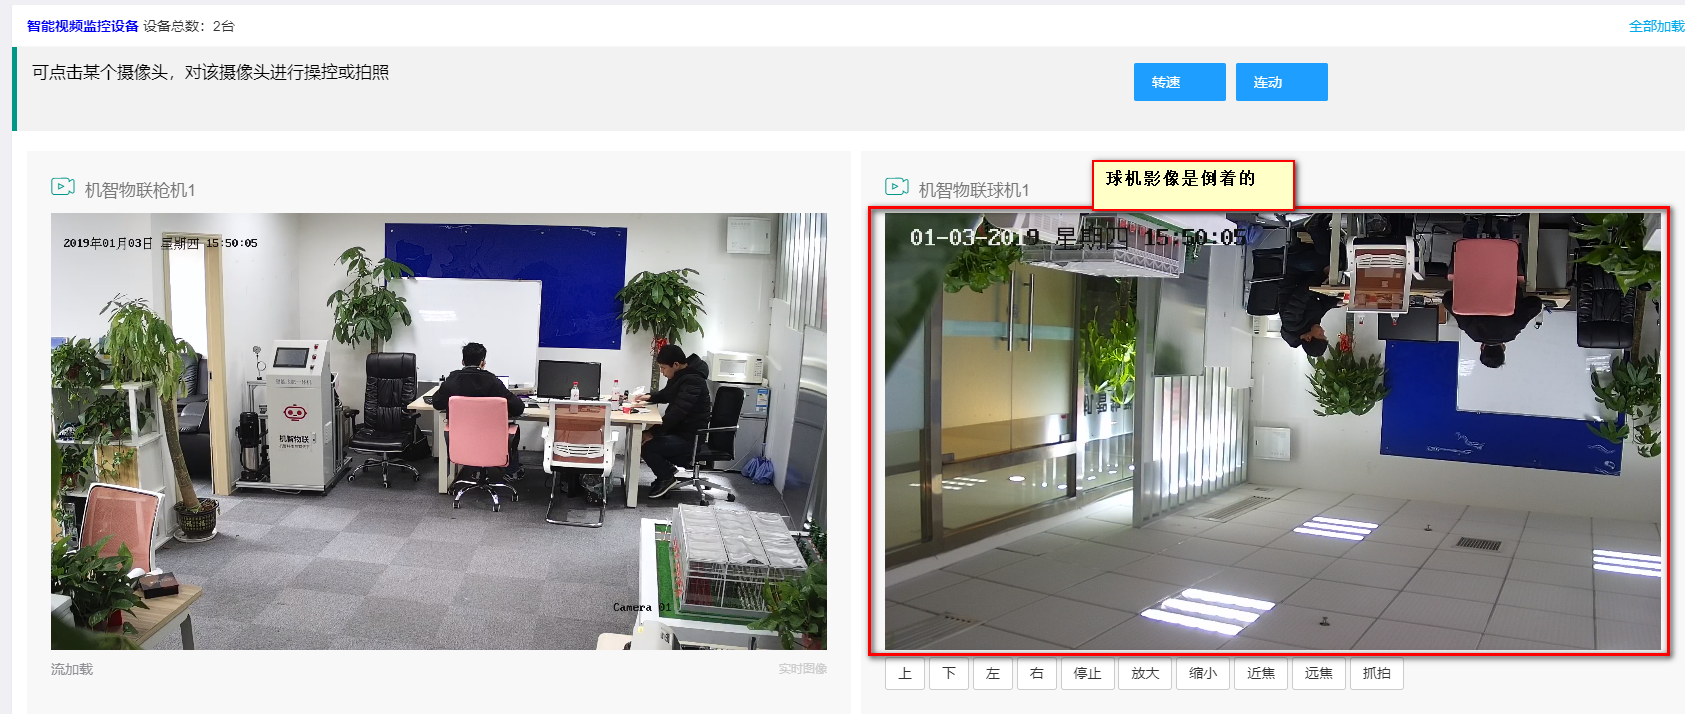 智能视频监控设备 设备总数：2台
全部加载
可点击某个摄像头，对该摄像头进行操控或拍照
转速
连动
机智物联枪机1
机智物联球机1
球机影像是倒着的
2019年01月03日 星期四 15:50:05
机智物联
Camera 01
01-03-2019 星期四 15:50:05
流加载
实时图像
上
下
左
右
停止
放大
缩小
近焦
远焦
抓拍